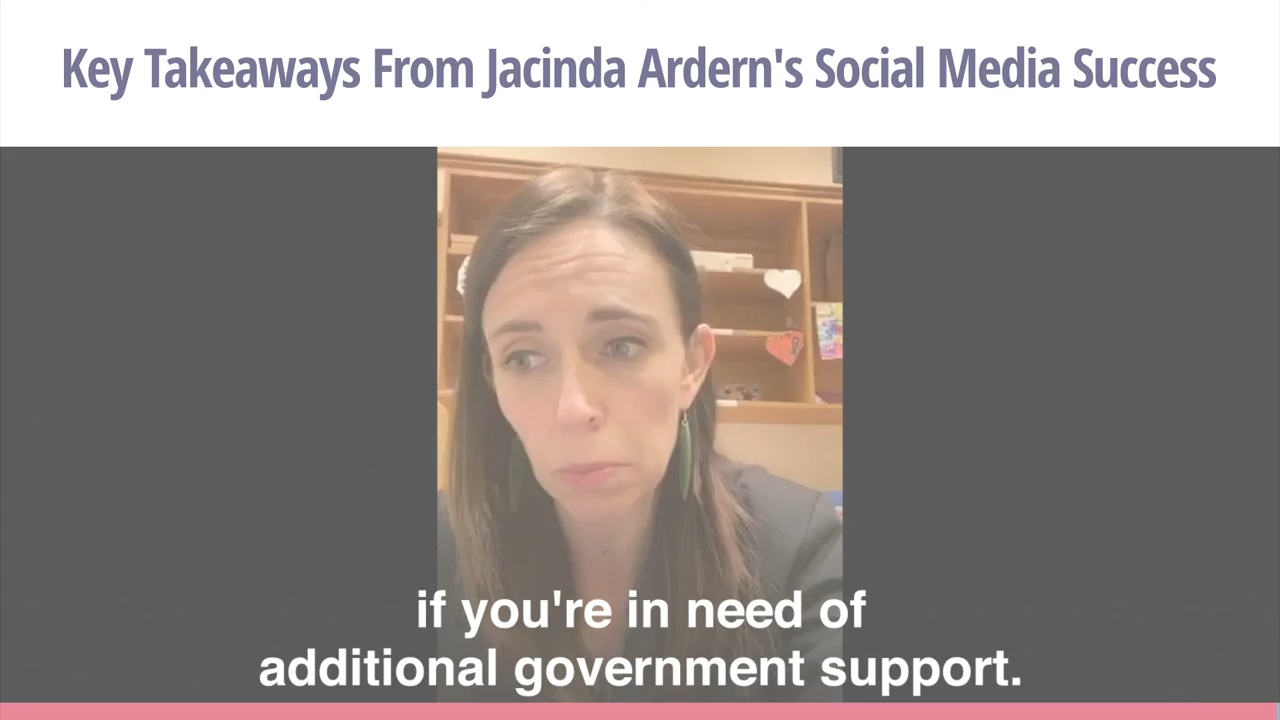 Key Takeaways From Jacinda Ardern's Social Media Success
if you're in need of
additional government support.